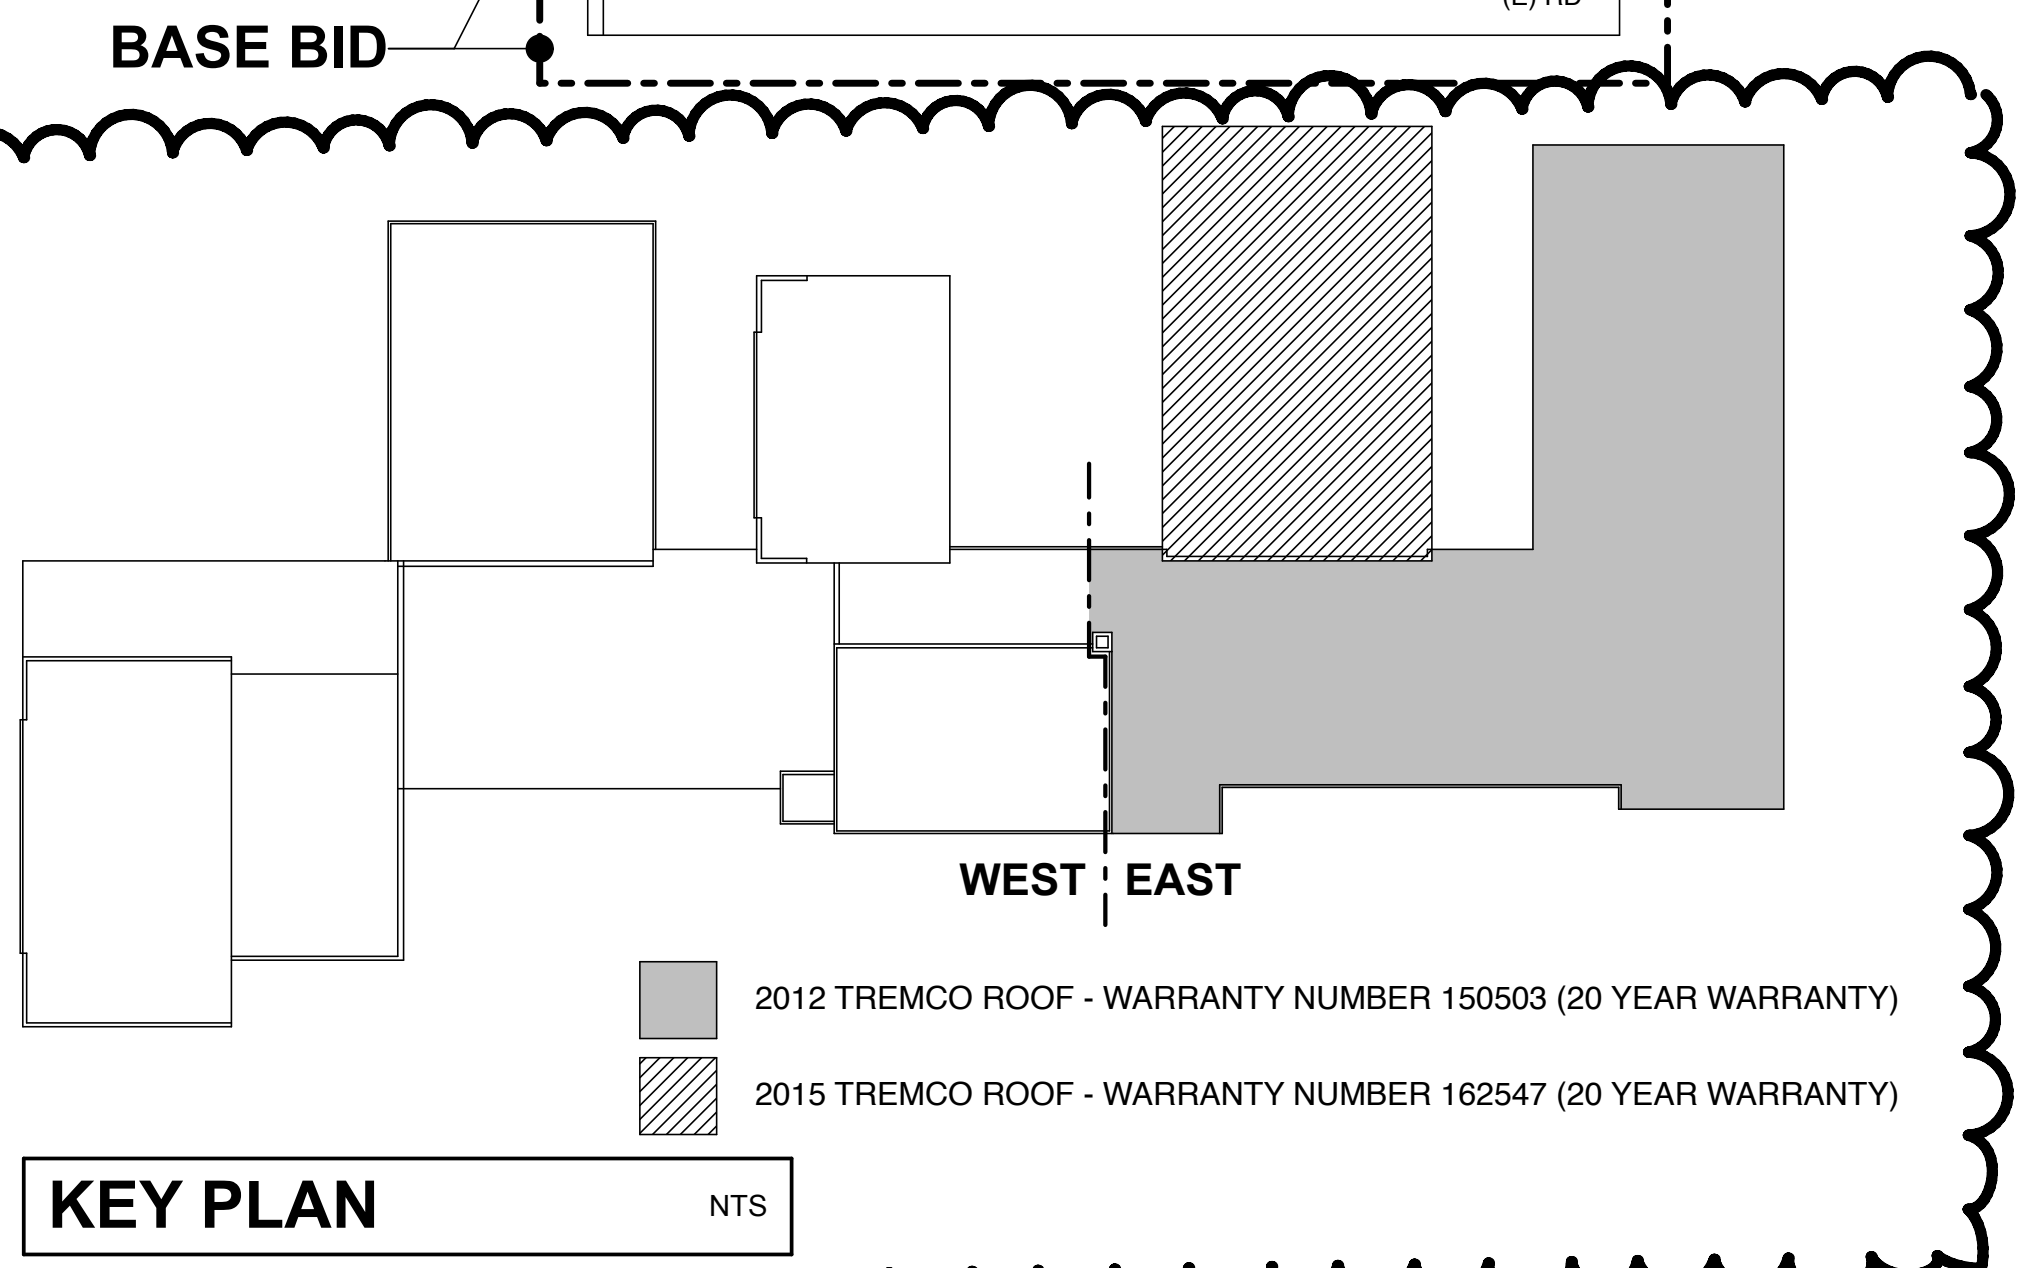 (E) RD
BASE BID
WEST EAST
2012 TREMCO ROOF - WARRANTY NUMBER 150503 (20 YEAR WARRANTY)
2015 TREMCO ROOF - WARRANTY NUMBER 162547 (20 YEAR WARRANTY)
KEY PLAN NTS